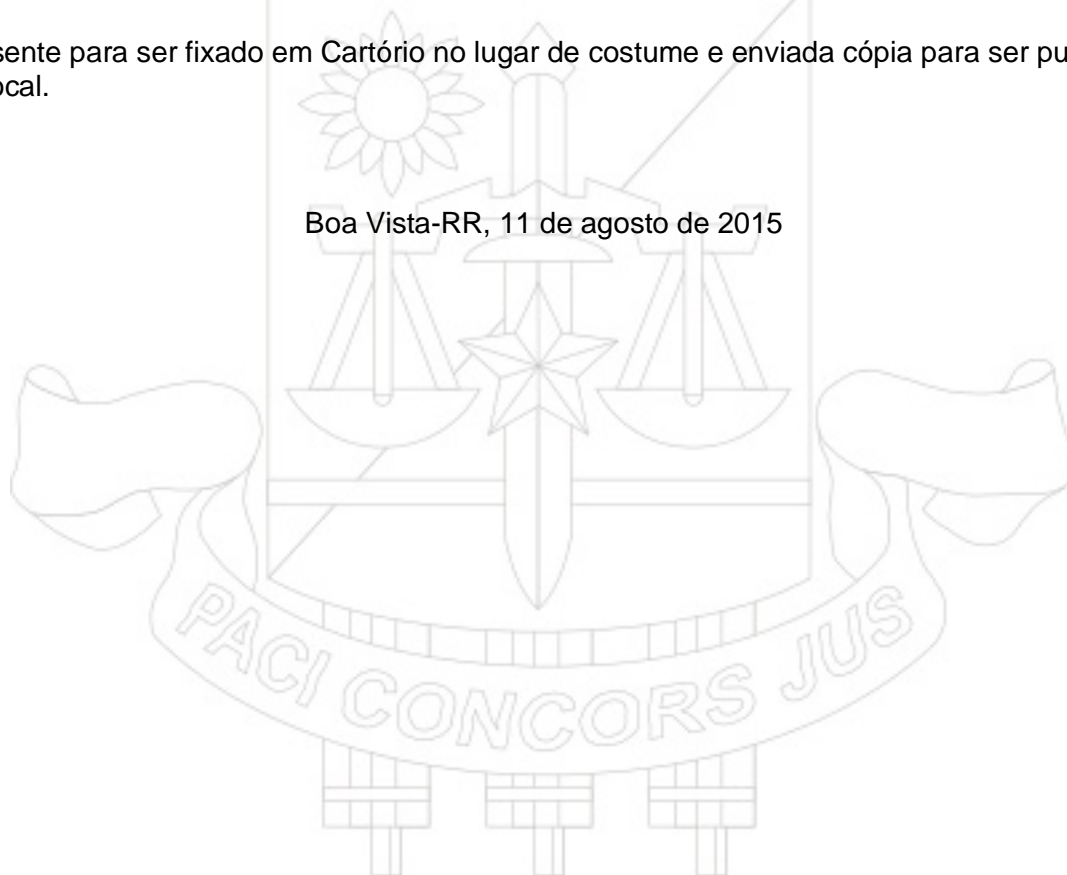 sente para ser fixado em Cartório no lugar de costume e enviada cópia para ser pu
ocal.
Boa Vista-RR, 11 de agosto de 2015
PACI CONCORS JUS